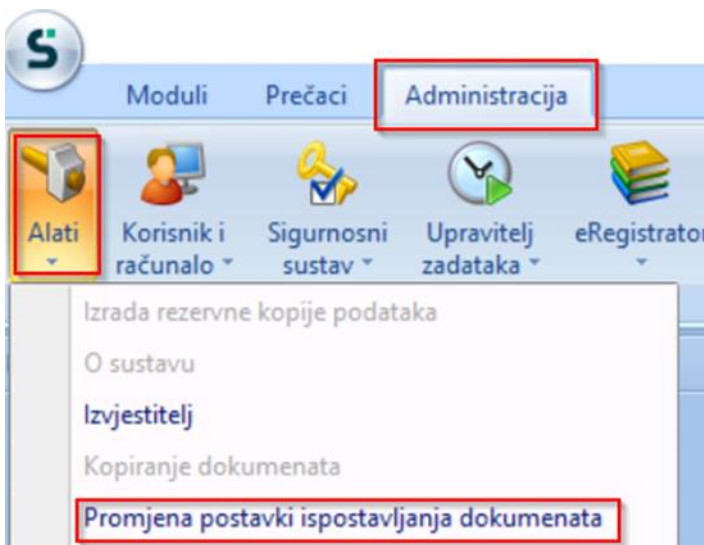 S
Moduli Prečaci Administracija
Alati Korisnik i Sigurnosni Upravitelj eRegistrator
računalo sustav zadataka
Izrada rezervne kopije podataka
O sustavu
Izvjestitelj
Kopiranje dokumenata
Promjena postavki ispostavljanja dokumenata